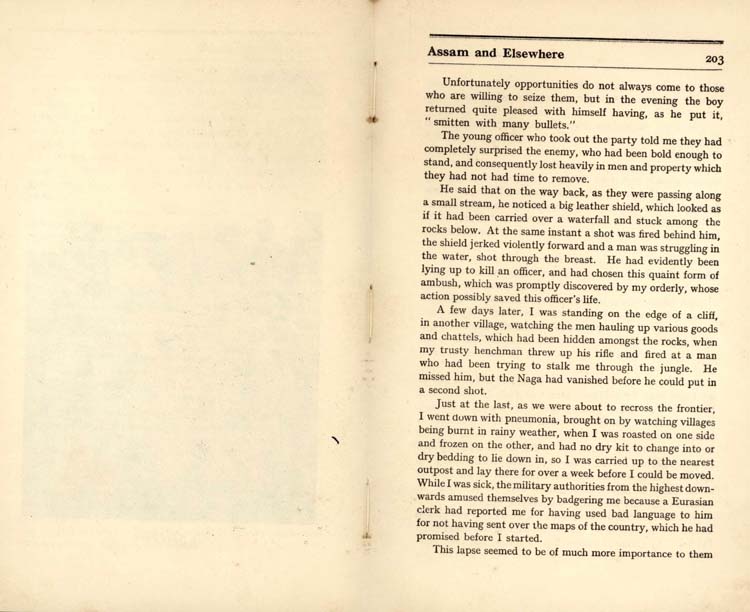 Assam and Elsewhere 203
Unfortunately opportunities do not always come to those
who are willing to seize them, but in the evening the boy
returned quite pleased with himself having, as he put it,
" smitten with many bullets."
The young officer who took out the party told me they had
completely surprised the enemy, who had been bold enough to
stand, and consequently lost heavily in men and property which
they had not had time to remove.
He said that on the way back, as they were passing along
a small stream, he noticed a big leather shield, which looked as
if it had been carried over a waterfall and stuck among the
rocks below. At the same instant a shot was fired behind him,
the shield jerked violently forward and a man was struggling in
the water, shot through the breast. He had evidently been
lying up to kill an officer, and had chosen this quaint form of
ambush, which was promptly discovered by my orderly, whose
action possibly saved this officer's life.
A few days later, I was standing on the edge of a cliff,
in another village, watching the men hauling up various goods
and chattels, which had been hidden amongst the rocks, when
my trusty henchman threw up his rifle and fired at a man
who had been trying to stalk me through the jungle. He
missed him, but the Naga had vanished before he could put in
a second shot.
Just at the last, as we were about to recross the frontier,
I went down with pneumonia, brought on by watching villages
being burnt in rainy weather, when I was roasted on one side
and frozen on the other, and had no dry kit to change into or
dry bedding to lie down in, so I was carried up to the nearest
outpost and lay there for over a week before I could be moved.
While I was sick, the military authorities from the highest down-
wards amused themselves by badgering me because a Eurasian
clerk had reported me for having used bad language to him
for not having sent over the maps of the country, which he had
promised before I started.
This lapse seemed to be of much more importance to them